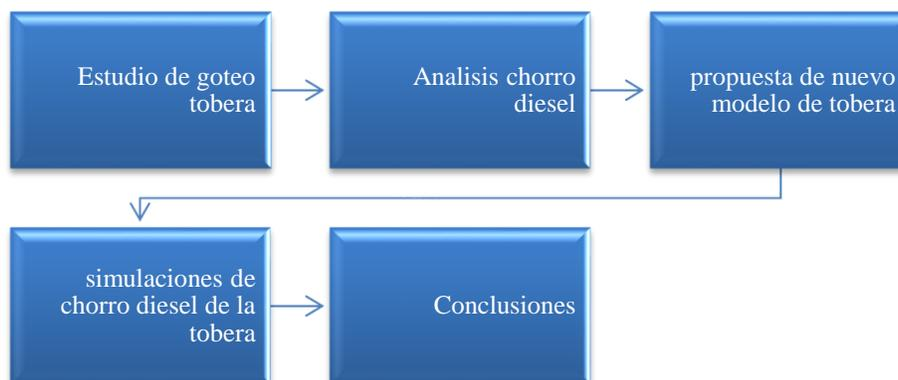 Estudio de goteo
tobera
Analisis chorro
diesel
propuesta de nuevo
modelo de tobera
simulaciones de
chorro diesel de la
tobera
Conclusiones